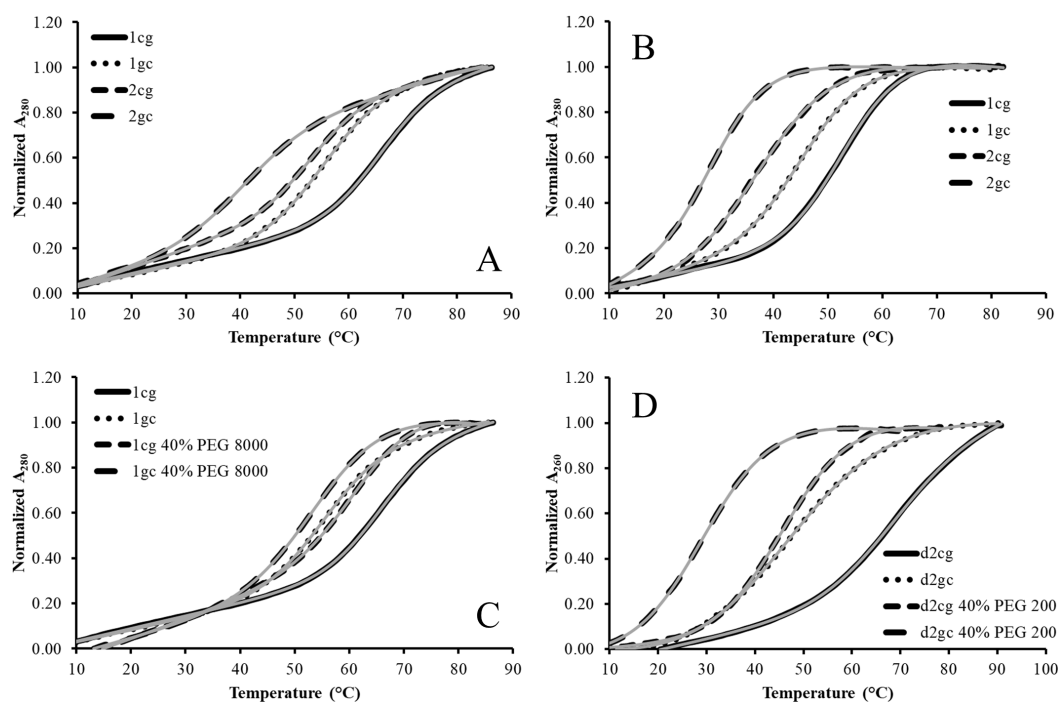 1.20
1.00
0.80
0.60
0.40
0.20
0.00
Normalized A280
1cg
1gc
2cg
2gc
A
10 20 30 40 50 60 70 80 90
Temperature (°C)
1.20
1.00
0.80
0.60
0.40
0.20
0.00
Normalized A280
B
1cg
1gc
2cg
2gc
10 20 30 40 50 60 70 80 90
Temperature (°C)
1.20
1.00
0.80
0.60
0.40
0.20
0.00
Normalized A280
1cg
1gc
1cg 40% PEG 8000
1gc 40% PEG 8000
C
10 20 30 40 50 60 70 80 90
Temperature (°C)
1.20
1.00
0.80
0.60
0.40
0.20
0.00
Normalized A260
D
d2cg
d2gc
d2cg 40% PEG 200
d2gc 40% PEG 200
10 20 30 40 50 60 70 80 90 100
Temperature (°C)